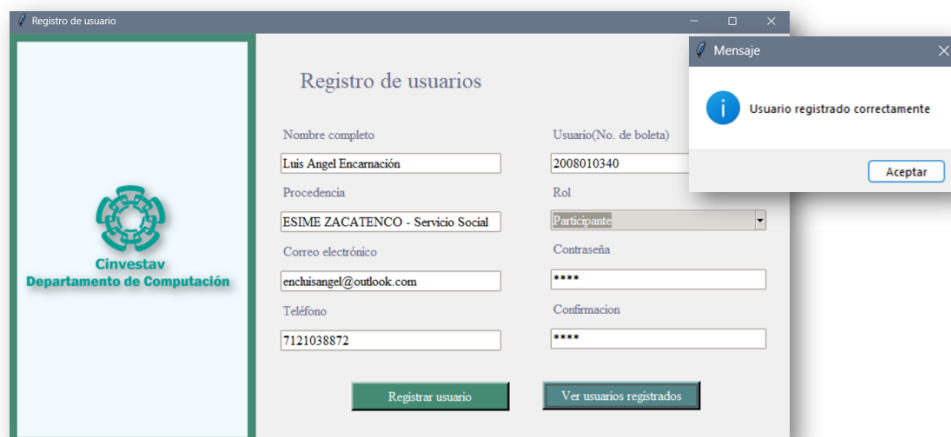 Registro de usuario
Mensaje
Usuario registrado correctamente
Aceptar
Cinvestav
Departamento de Computación
Registro de usuarios
Nombre completo
Luis Angel Encarnación
Procedencia
ESIME ZACATENCO - Servicio Social
Correo electrónico
encluisangel@outlook.com
Teléfono
7121038872
Usuario(No. de boleta)
2008010340
Rol
Participante
Contraseña
****
Confirmacion
****
Registrar usuario
Ver usuarios registrados